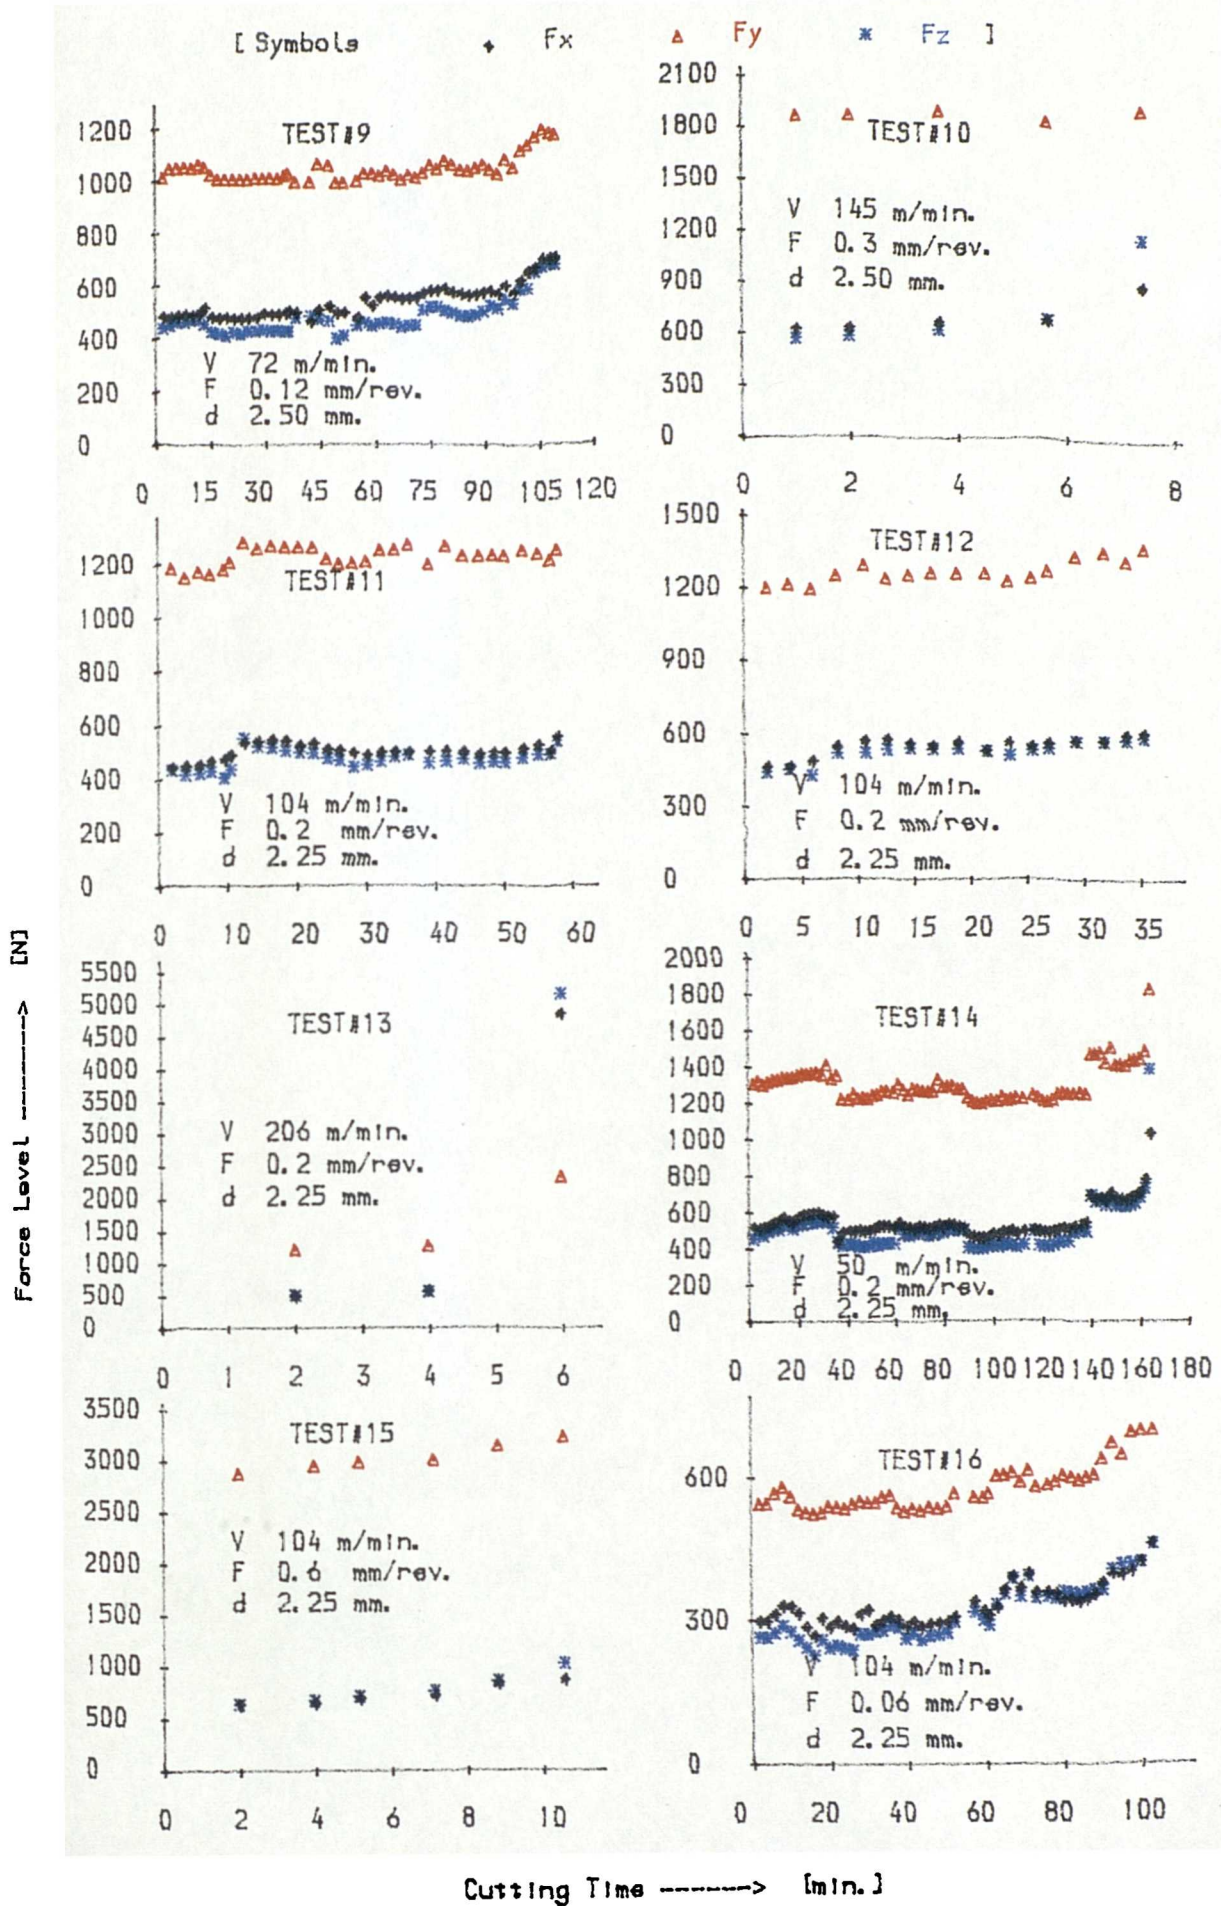 [ Symbols Fx Fy Fz ]
TEST#9
1200
1000
800
600
400
200
0
V 72 m/min.
F 0.12 mm/rev.
d 2.50 mm.
0 15 30 45 60 75 90 105 120
TEST#10
2100
1800
1500
1200
900
600
300
0
V 145 m/min.
F 0.3 mm/rev.
d 2.50 mm.
0 2 4 6 8
TEST#11
1200
1000
800
600
400
200
0
V 104 m/min.
F 0.2 mm/rev.
d 2.25 mm.
0 10 20 30 40 50 60
TEST#12
1500
1200
900
600
300
0
V 104 m/min.
F 0.2 mm/rev.
d 2.25 mm.
0 5 10 20 25 30 35
TEST#13
5500
5000
4500
4000
3500
3000
2500
2000
1500
1000
500
0
V 206 m/min.
F 0.2 mm/rev.
d 2.25 mm.
0 1 2 3 4 5 6
TEST#14
2000
1800
1600
1400
1200
1000
800
600
400
200
0
V 50 m/min.
F 0.2 mm/rev.
d 2.25 mm.
0 20 40 60 80 100 120 140 160 180
TEST#15
3500
3000
2500
2000
1500
1000
500
0
V 104 m/min.
F 0.6 mm/rev.
d 2.25 mm.
0 2 4 6 8 10
TEST#16
600
300
0
V 104 m/min.
F 0.06 mm/rev.
d 2.25 mm.
0 20 40 60 80 100
Force Level -------> [N]
Cutting Time -------> [min.]